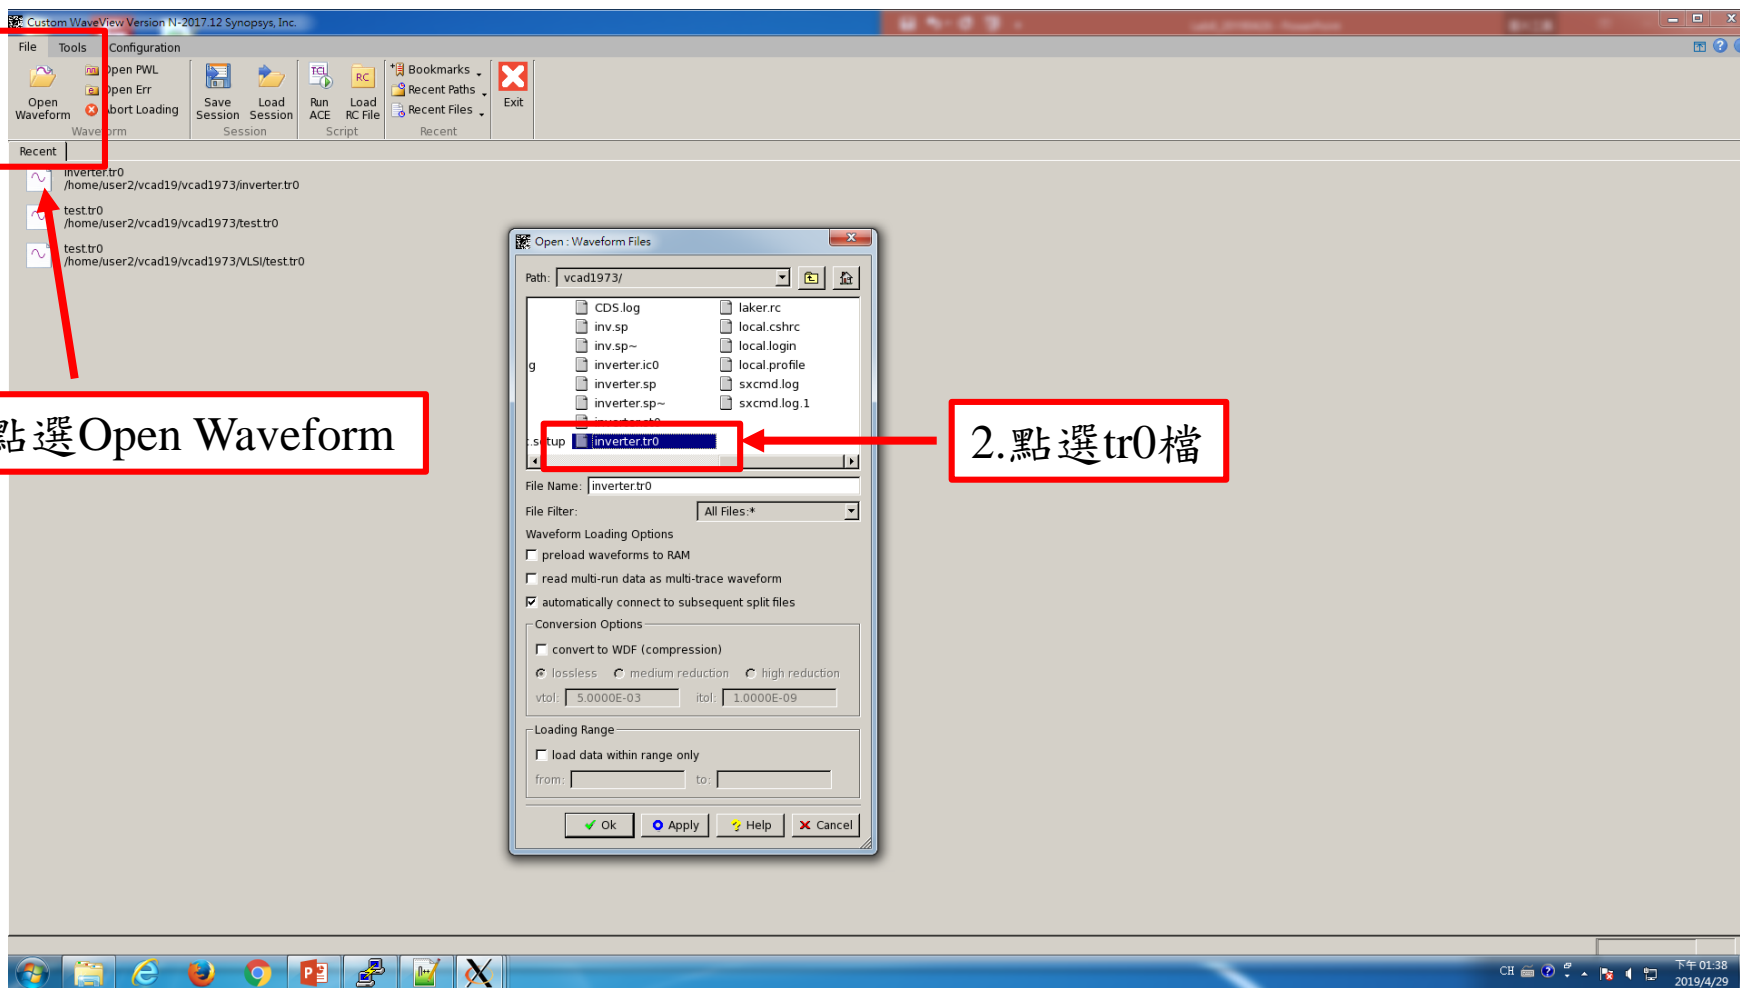 Custom WaveView Version N-2017.12 Synopsys, Inc.
File Tools Configuration
Open Waveform
Open PWL
Open Err
Abort Loading
Waveform
Save Session
Load Session
Session
Run ACE
Load RC File
Script
Bookmarks
Recent Paths
Recent Files
Recent
Exit
Recent
inverter.tr0
/home/user2/vcad19/vcad1973/inverter.tr0
test.tr0
/home/user2/vcad19/vcad1973/test.tr0
test.tr0
/home/user2/vcad19/vcad1973/VLSI/test.tr0
點選Open Waveform
Open : Waveform Files
Path: vcad1973/
CDS.log laker.rc
inv.sp local.cshrc
inv.sp~ local.login
g inverter.ic0 local.profile
inverter.sp sxcmd.log
inverter.sp~ sxcmd.log.1
inverter.st0
:.setup inverter.tr0
2.點選tr0檔
File Name: inverter.tr0
File Filter: All Files:*
Waveform Loading Options
preload waveforms to RAM
read multi-run data as multi-trace waveform
automatically connect to subsequent split files
Conversion Options
convert to WDF (compression)
lossless medium reduction high reduction
vtol: 5.0000E-03 itol: 1.0000E-09
Loading Range
load data within range only
from: to:
Ok Apply Help Cancel
CH
下午 01:38
2019/4/29